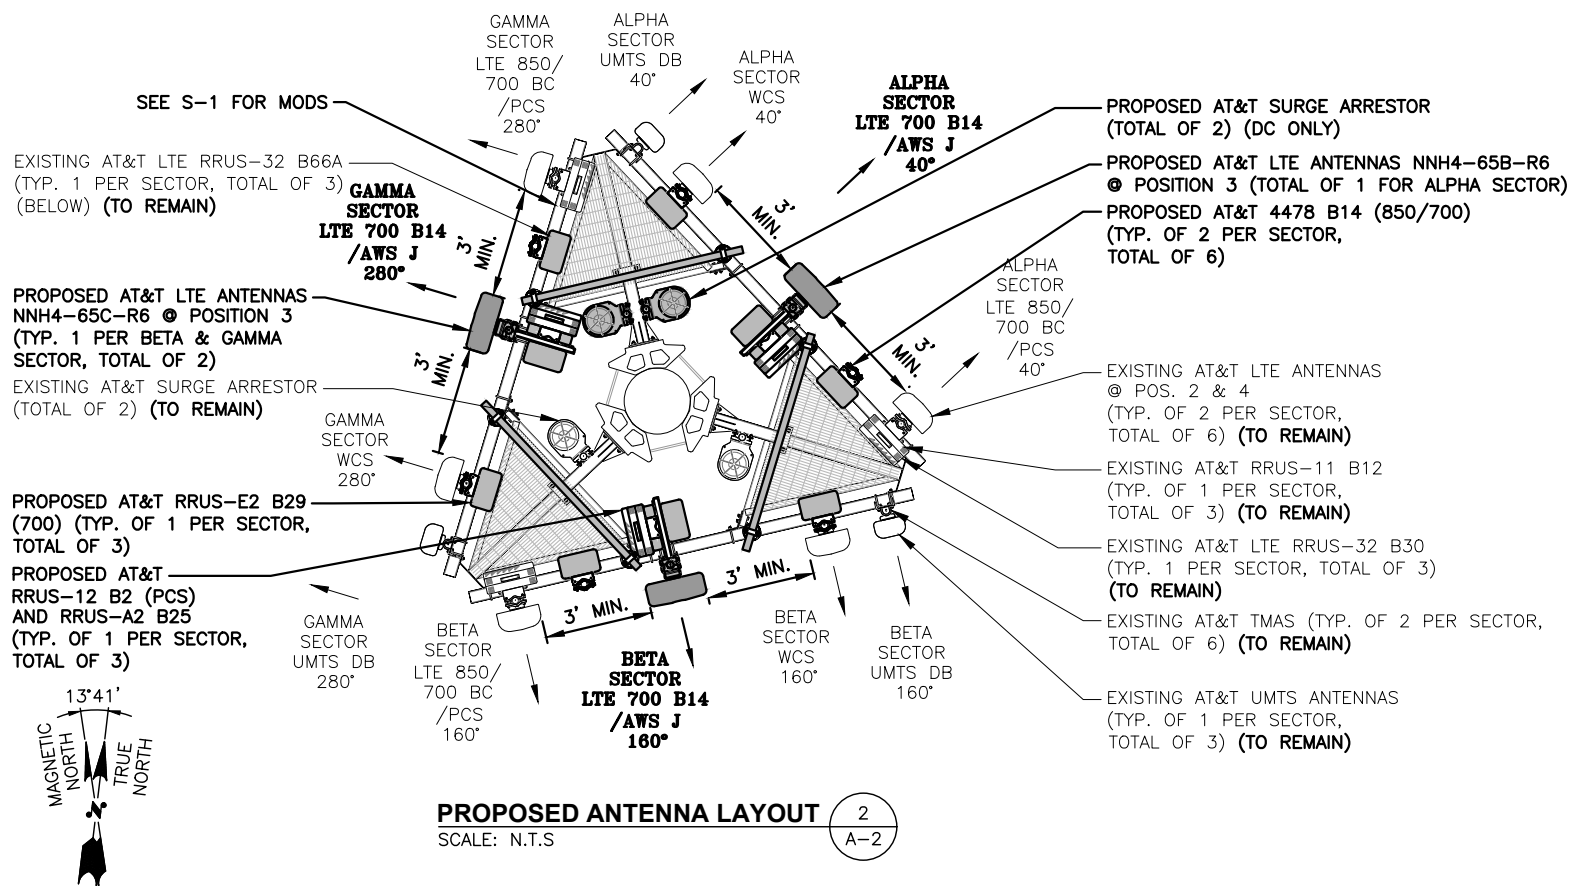 GAMMA
SECTOR
LTE 850/
700 BC
/PCS
280°
ALPHA
SECTOR
UMTS DB
40°
ALPHA
SECTOR
WCS
40°
ALPHA
SECTOR
LTE 700 B14
/AWS J
40°
SEE S-1 FOR MODS
EXISTING AT&T LTE RRUS-32 B66A
(TYP. 1 PER SECTOR, TOTAL OF 3)
(BELOW) (TO REMAIN)
GAMMA
SECTOR
LTE 700 B14
/AWS J
280°
PROPOSED AT&T LTE ANTENNAS
NNH4-65C-R6 @ POSITION 3
(TYP. 1 PER BETA & GAMMA
SECTOR, TOTAL OF 2)
EXISTING AT&T SURGE ARRESTOR
(TOTAL OF 2) (TO REMAIN)
GAMMA
SECTOR
WCS
280°
PROPOSED AT&T RRUS-E2 B29
(700) (TYP. OF 1 PER SECTOR,
TOTAL OF 3)
PROPOSED AT&T
RRUS-12 B2 (PCS)
AND RRUS-A2 B25
(TYP. OF 1 PER SECTOR,
TOTAL OF 3)
3'
MIN.
3'
MIN.
3'
MIN.
3'
MIN.
3' MIN.
3' MIN.
PROPOSED AT&T SURGE ARRESTOR
(TOTAL OF 2) (DC ONLY)
PROPOSED AT&T LTE ANTENNAS NNH4-65B-R6
@ POSITION 3 (TOTAL OF 1 FOR ALPHA SECTOR)
PROPOSED AT&T 4478 B14 (850/700)
(TYP. OF 2 PER SECTOR,
TOTAL OF 6)
ALPHA
SECTOR
LTE 850/
700 BC
/PCS
40°
EXISTING AT&T LTE ANTENNAS
@ POS. 2 & 4
(TYP. OF 2 PER SECTOR,
TOTAL OF 6) (TO REMAIN)
EXISTING AT&T RRUS-11 B12
(TYP. OF 1 PER SECTOR,
TOTAL OF 3) (TO REMAIN)
EXISTING AT&T LTE RRUS-32 B30
(TYP. 1 PER SECTOR, TOTAL OF 3)
(TO REMAIN)
EXISTING AT&T TMAS (TYP. OF 2 PER SECTOR,
TOTAL OF 6) (TO REMAIN)
EXISTING AT&T UMTS ANTENNAS
(TYP. OF 1 PER SECTOR,
TOTAL OF 3) (TO REMAIN)
GAMMA
SECTOR
UMTS DB
280°
BETA
SECTOR
LTE 850/
700 BC
/PCS
160°
BETA
SECTOR
LTE 700 B14
/AWS J
160°
BETA
SECTOR
WCS
160°
BETA
SECTOR
UMTS DB
160°
13°41'
MAGNETIC
NORTH
TRUE
NORTH
N
PROPOSED ANTENNA LAYOUT
SCALE: N.T.S
2
A-2